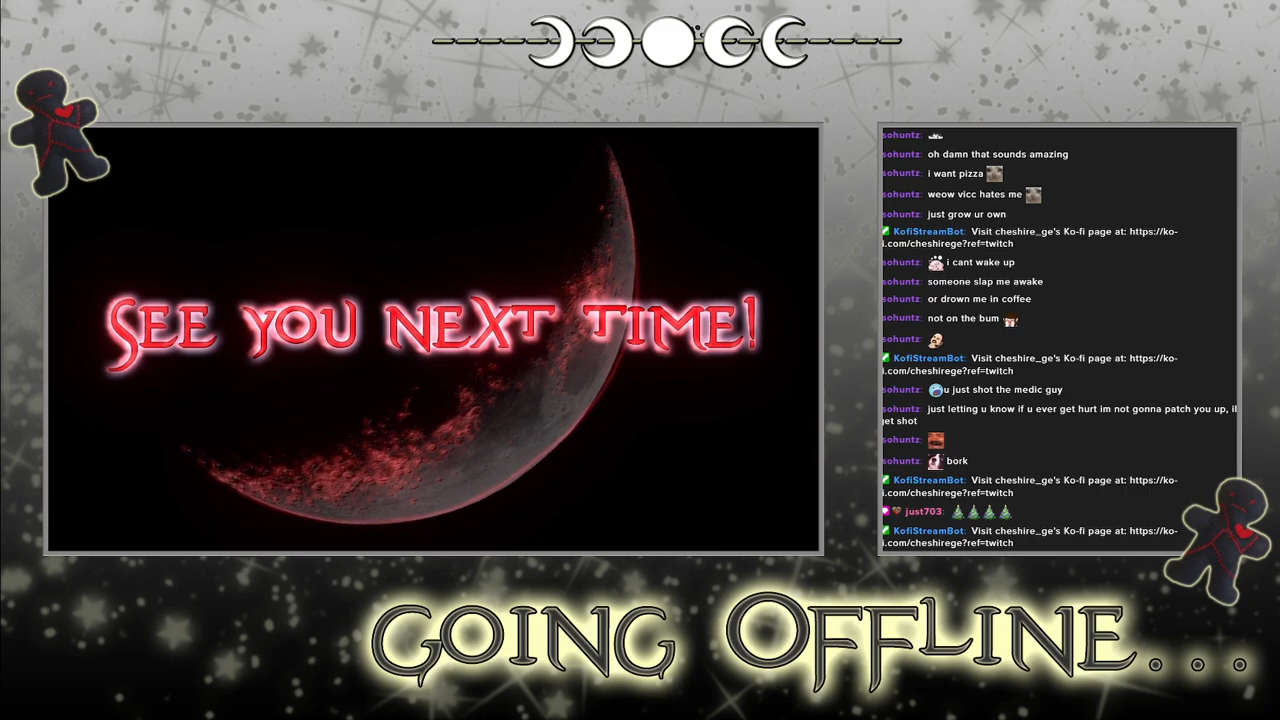 SEE YOU NEXT TIME!
sohuntz:
sohuntz: oh damn that sounds amazing
sohuntz: i want pizza
sohuntz: weow vicc hates me
sohuntz: just grow ur own
KofiStreamBot: Visit cheshire_ge's Ko-fi page at: https://ko-
i.com/cheshirege?ref=twitch
sohuntz: i cant wake up
sohuntz: someone slap me awake
sohuntz: or drown me in coffee
sohuntz: not on the bum
sohuntz:
KofiStreamBot: Visit cheshire_ge's Ko-fi page at: https://ko-
i.com/cheshirege?ref=twitch
sohuntz: u just shot the medic guy
sohuntz: just letting u know if u ever get hurt im not gonna patch you up,
get shot
sohuntz:
sohuntz: bork
KofiStreamBot: Visit cheshire_ge's Ko-fi page at: https://ko-
i.com/cheshirege?ref=twitch
just703:
KofiStreamBot: Visit cheshire_ge's Ko-fi page at: https://ko-
i.com/cheshirege?ref=twitch
GOING OFFLINE...